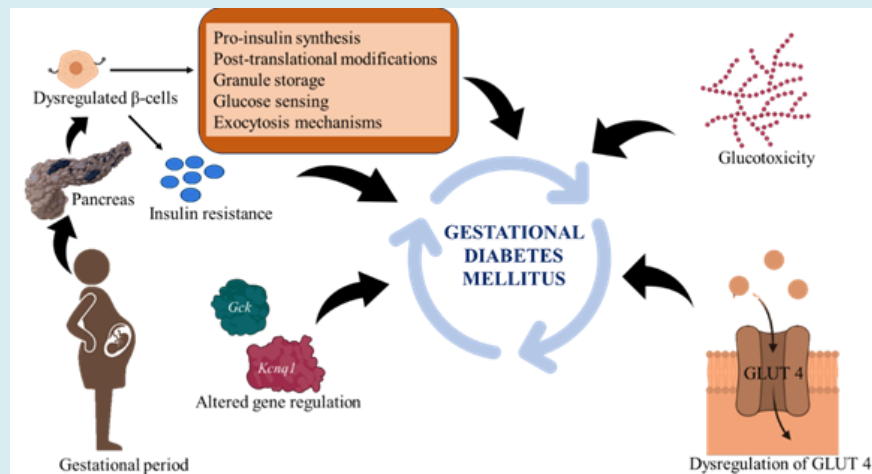 Pro-insulin synthesis
Post-translational modifications
Granule storage
Glucose sensing
Exocytosis mechanisms
Dysregulated β-cells
Glucotoxicity
Pancreas
Insulin resistance
GESTATIONAL
DIABETES
MELLITUS
Gck
Kcnq1
GLUT 4
Altered gene regulation
Gestational period
Dysregulation of GLUT 4